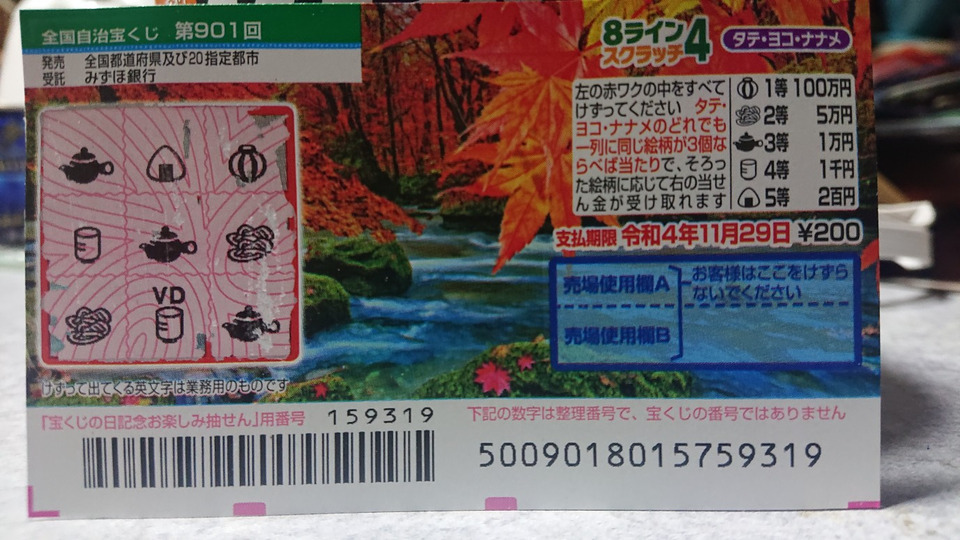 全国自治宝くじ 第901回
発売 全国都道府県及び20指定都市
受託 みずほ銀行
8ライン
スクラッチ4
タテ・ヨコ・ナナメ
左の赤ワクの中をすべて
けずってください タテ・
ヨコ・ナナメのどれでも
一列に同じ絵柄が3個な
らべば当たりで、そろっ
た絵柄に応じて右の当せ
ん金が受け取れます
1等 100万円
2等 5万円
3等 1万円
4等 1千円
5等 2百円
支払期限 令和4年11月29日 ¥200
売場使用欄A
売場使用欄B
お客様はここをけずら
ないでください
VD
けずって出てくる英文字は業務用のものです
「宝くじの日記念お楽しみ抽せん」用番号 159319
下記の数字は整理番号で、宝くじの番号ではありません
50090180157593​19